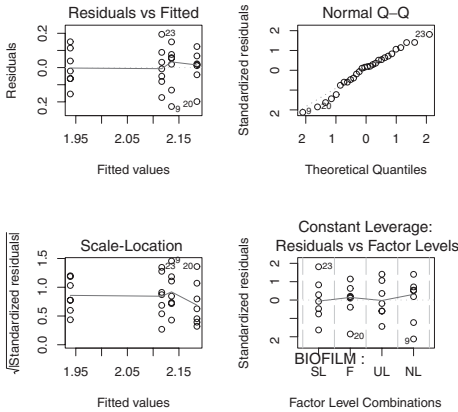 Residuals vs Fitted
Residuals
0.2
0.0
0.2
23
9
20
1.95
2.05
2.15
Fitted values
Normal Q–Q
Standardized residuals
2
1
0
2
23
20
9
2
1
0
1
2
Theoretical Quantiles
Scale-Location
√|Standardized residuals|
1.5
1.0
0.5
0.0
23
9
20
1.95
2.05
2.15
Fitted values
Constant Leverage:
Residuals vs Factor Levels
Standardized residuals
2
1
0
2
23
20
9
BIOFILM :
SL F UL NL
Factor Level Combinations